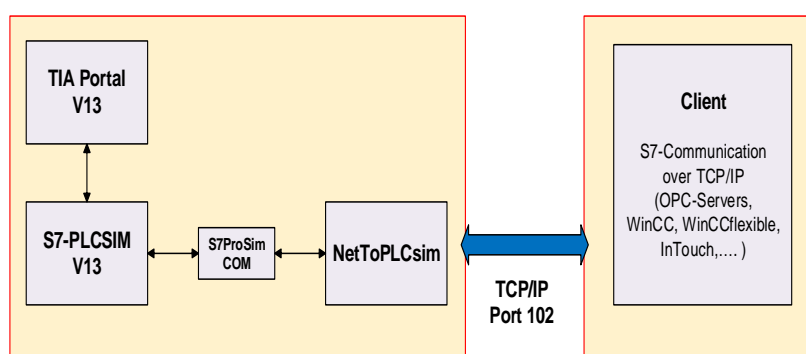 TIA Portal
V13
S7-PLCSIM
V13
S7ProSim
COM
NetToPLCsim
TCP/IP
Port 102
Client
S7-Communication
over TCP/IP
(OPC-Servers,
WinCC, WinCCflexible,
InTouch,.... )